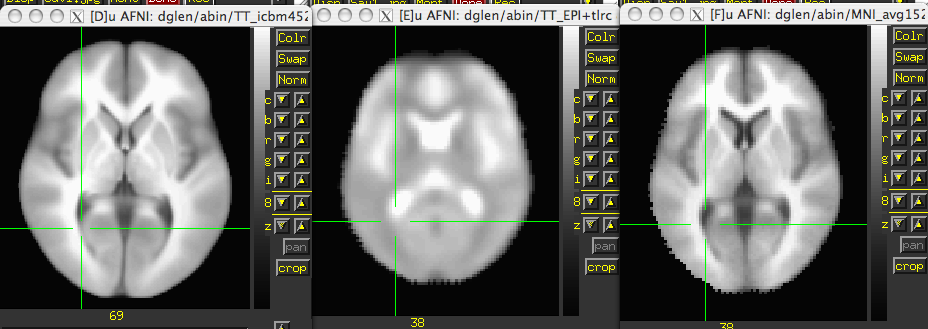 [D]u AFNI: dglen/abin/TT_icbm452
Colr
Swap
Norm
c
b
r
g
i
8
z
pan
crop
69
[E]u AFNI: dglen/abin/TT_EPI+tlrc
Colr
Swap
Norm
c
b
r
g
i
8
z
pan
crop
38
[F]u AFNI: dglen/abin/MNI_avg152
Colr
Swap
Norm
c
b
r
g
i
8
z
pan
crop
38